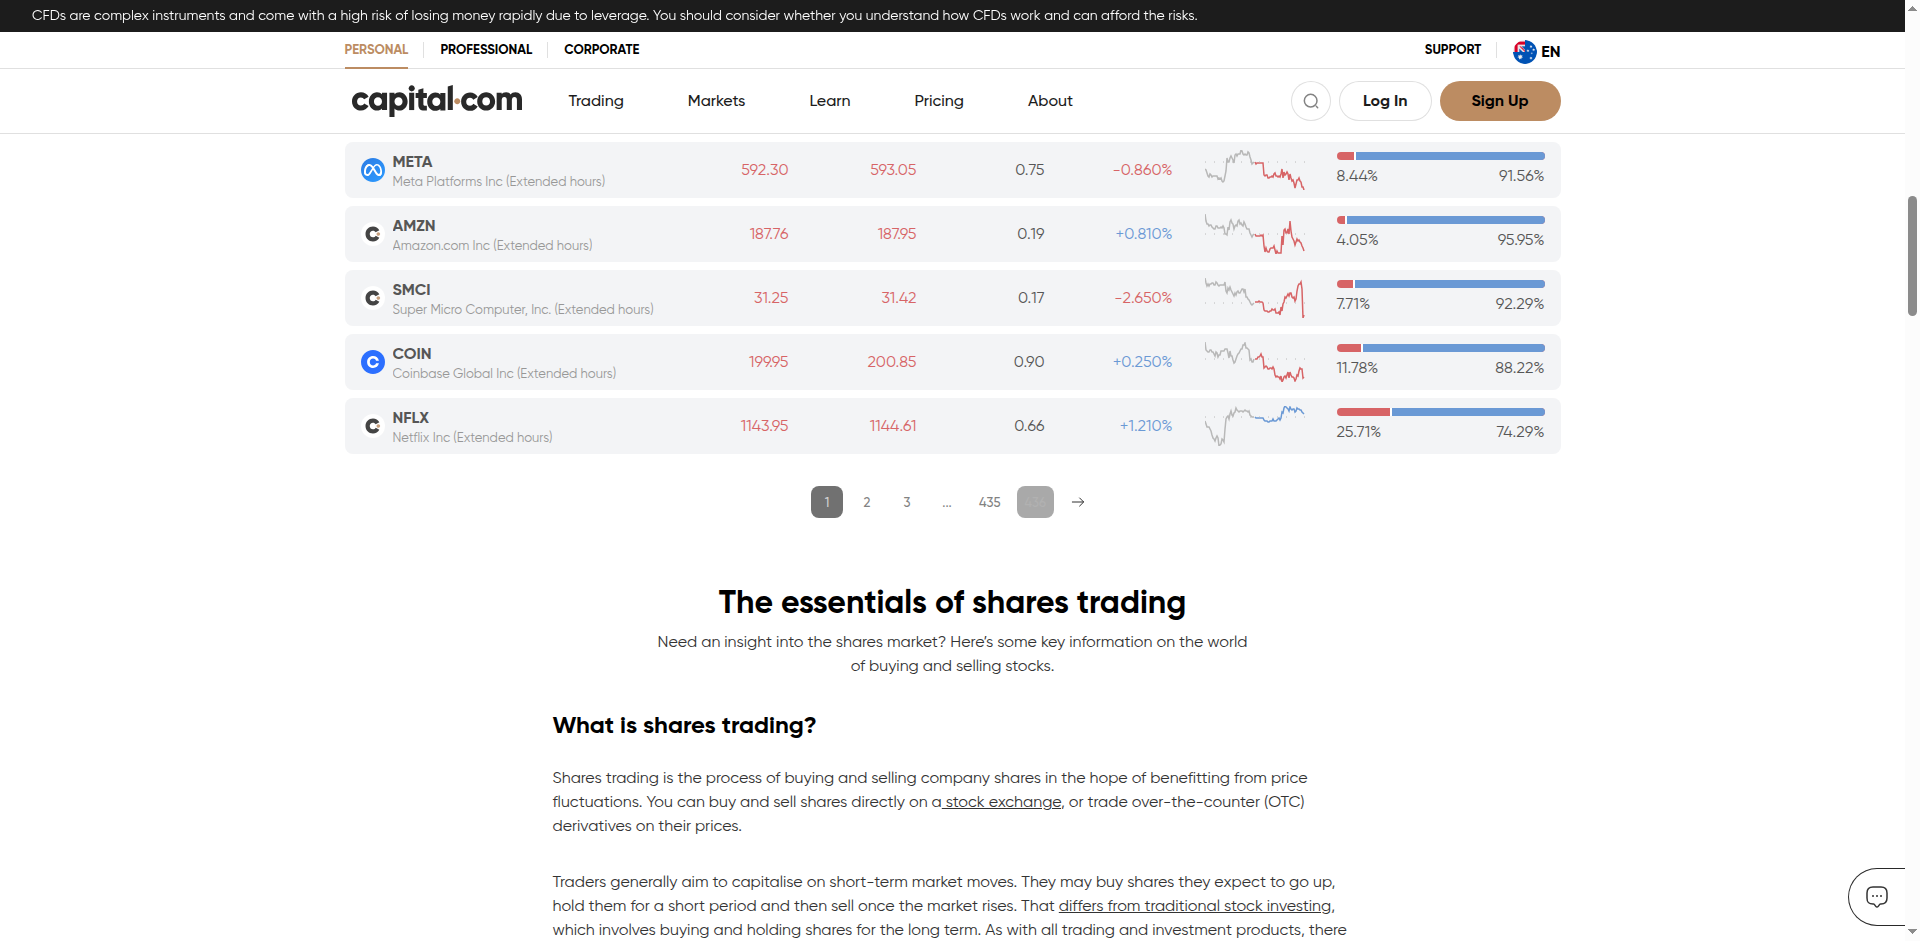 CFDs are complex instruments and come with a high risk of losing money rapidly due to leverage. You should consider whether you understand how CFDs work and can afford the risks.
PERSONAL PROFESSIONAL CORPORATE SUPPORT EN
capital.com Trading Markets Learn Pricing About Log In Sign Up
META
Meta Platforms Inc (Extended hours) 592.30 593.05 0.75 -0.860% 8.44% 91.56%
AMZN
Amazon.com Inc (Extended hours) 187.76 187.95 0.19 +0.810% 4.05% 95.95%
SMCI
Super Micro Computer, Inc. (Extended hours) 31.25 31.42 0.17 -2.650% 7.71% 92.29%
COIN
Coinbase Global Inc (Extended hours) 199.95 200.85 0.90 +0.250% 11.78% 88.22%
NFLX
Netflix Inc (Extended hours) 1143.95 1144.61 0.66 +1.210% 25.71% 74.29%
1 2 3 ... 435 436
The essentials of shares trading
Need an insight into the shares market? Here’s some key information on the world
of buying and selling stocks.
What is shares trading?
Shares trading is the process of buying and selling company shares in the hope of benefitting from price
fluctuations. You can buy and sell shares directly on a stock exchange, or trade over-the-counter (OTC)
derivatives on their prices.
Traders generally aim to capitalise on short-term market moves. They may buy shares they expect to go up,
hold them for a short period and then sell once the market rises. That differs from traditional stock investing,
which involves buying and holding shares for the long term. As with all trading and investment products, there